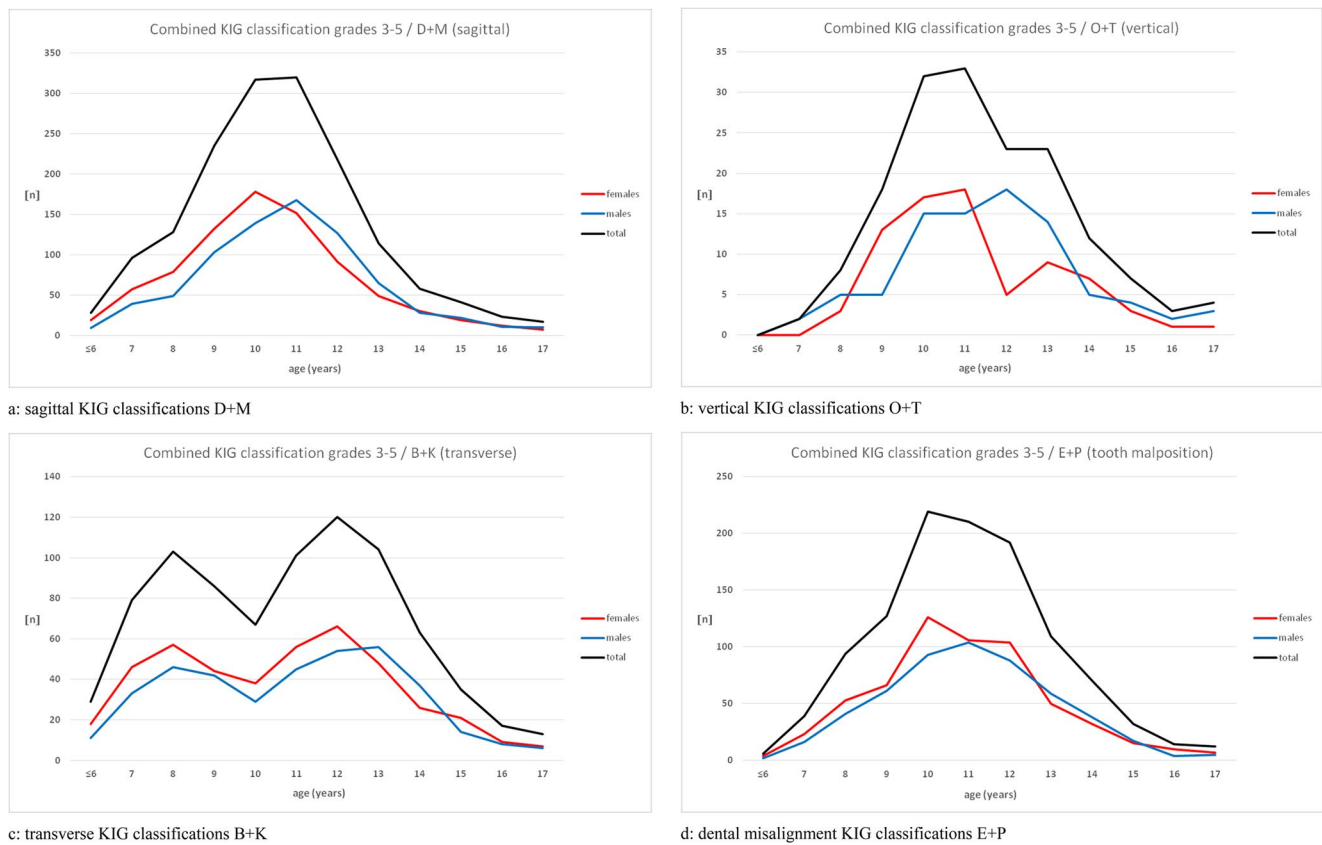 Combined KIG classification grades 3-5 / D+M (sagittal)
350
300
250
200
150
100
50
0
[n]
≤6 7 8 9 10 11 12 13 14 15 16 17
age (years)
females
males
total
a: sagittal KIG classifications D+M
Combined KIG classification grades 3-5 / O+T (vertical)
35
30
25
20
15
10
5
0
[n]
≤6 7 8 9 10 11 12 13 14 15 16 17
age (years)
females
males
total
b: vertical KIG classifications O+T
Combined KIG classification grades 3-5 / B+K (transverse)
140
120
100
80
60
40
20
0
[n]
≤6 7 8 9 10 11 12 13 14 15 16 17
age (years)
females
males
total
c: transverse KIG classifications B+K
Combined KIG classification grades 3-5 / E+P (tooth malposition)
250
200
150
100
50
0
[n]
≤6 7 8 9 10 11 12 13 14 15 16 17
age (years)
females
males
total
d: dental misalignment KIG classifications E+P